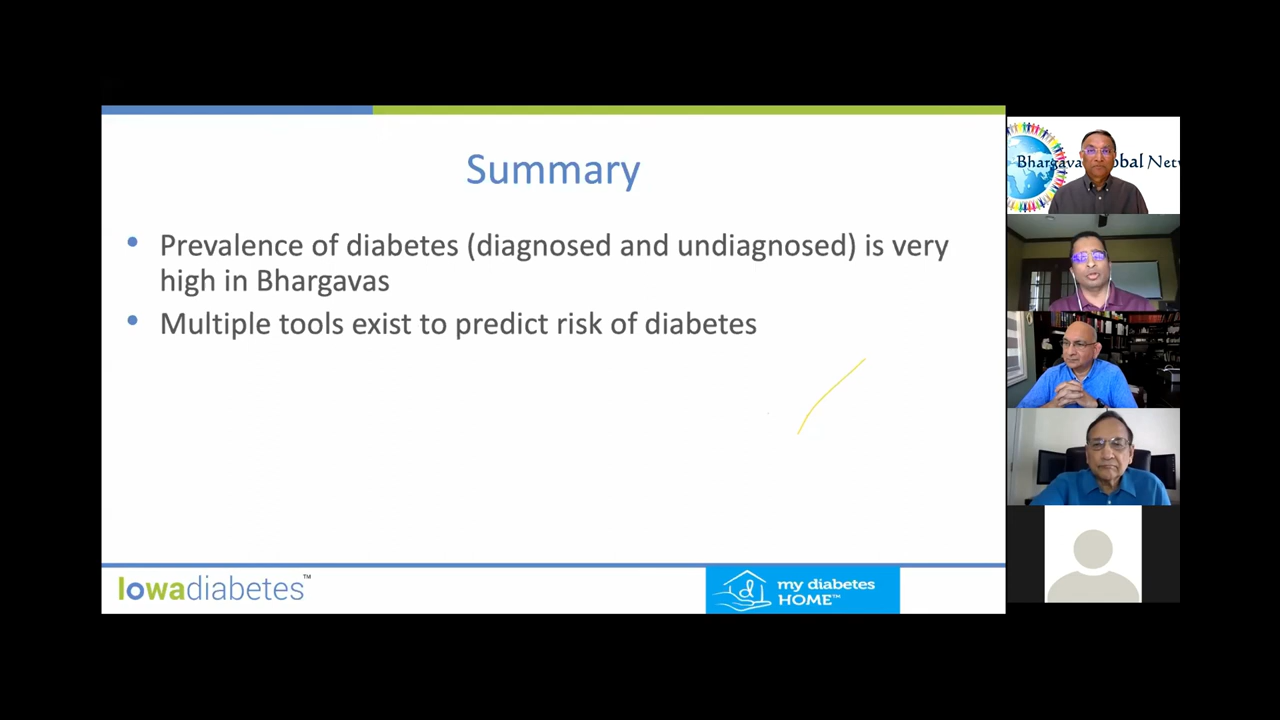 Summary
• Prevalence of diabetes (diagnosed and undiagnosed) is very
high in Bhargavas
• Multiple tools exist to predict risk of diabetes
Iowadiabetes™
my diabetes
HOME™
Bhargava